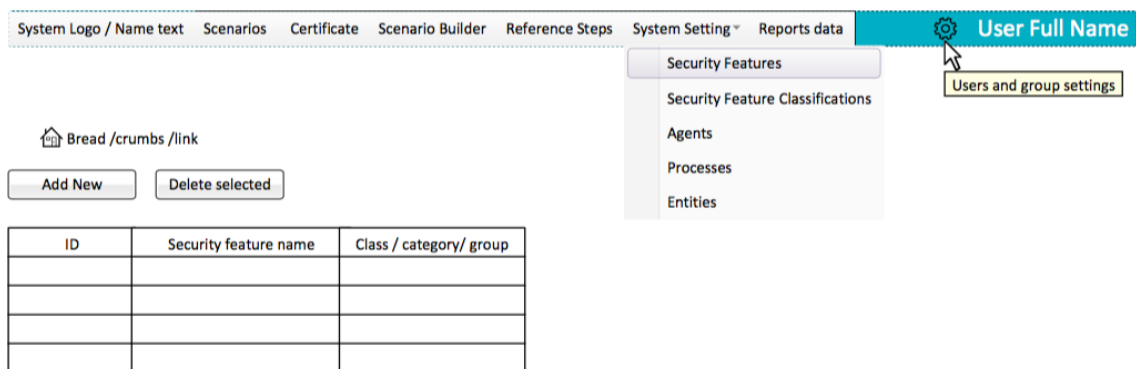 System Logo / Name text Scenarios Certificate Scenario Builder Reference Steps System Setting Reports data User Full Name
Security Features
Users and group settings
Security Feature Classifications
Agents
Processes
Entities
Bread /crumbs /link
Add New Delete selected
ID Security feature name Class / category/ group